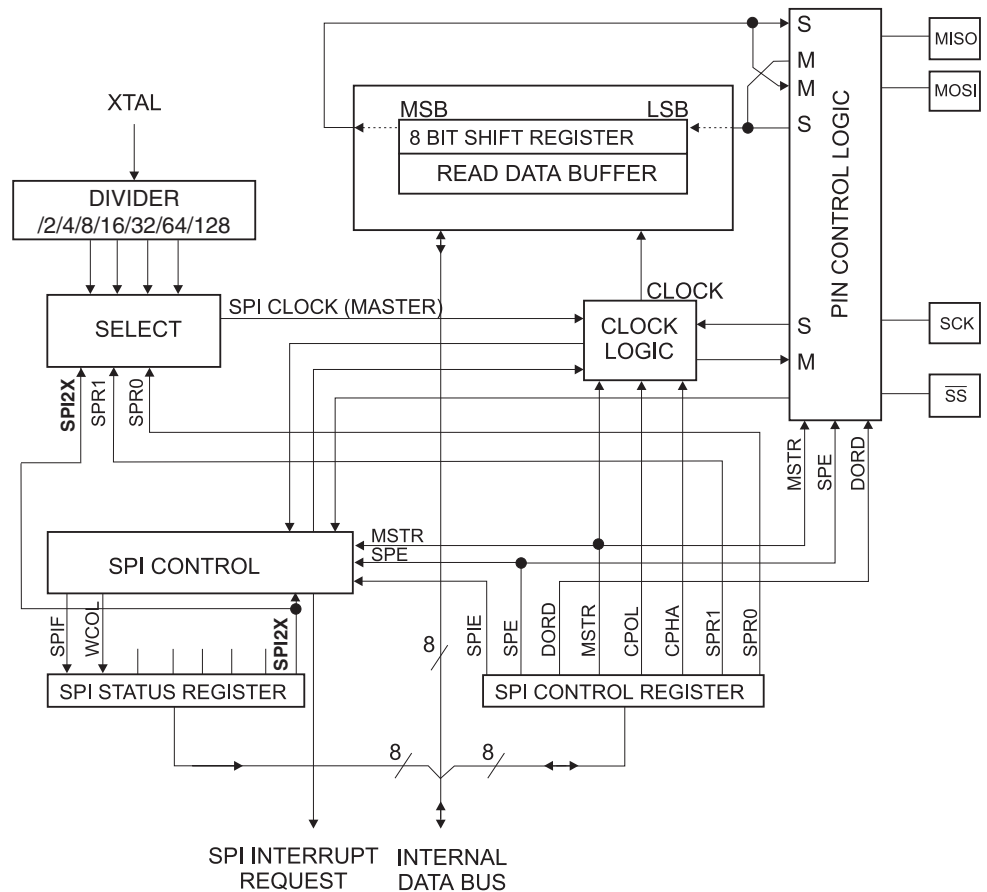 S
MISO
M
MOSI
M
S
XTAL
MSB
LSB
8 BIT SHIFT REGISTER
READ DATA BUFFER
PIN CONTROL LOGIC
DIVIDER
/2/4/8/16/32/64/128
SPI CLOCK (MASTER)
CLOCK
SELECT
CLOCK
LOGIC
S
SCK
M
SS
SPI2X
SPR1
SPR0
MSTR
SPE
DORD
MSTR
SPE
SPI CONTROL
SPIF
WCOL
SPI2X
8
SPIE
SPE
DORD
MSTR
CPOL
CPHA
SPR1
SPR0
SPI STATUS REGISTER
SPI CONTROL REGISTER
8
8
SPI INTERRUPT
REQUEST
INTERNAL
DATA BUS